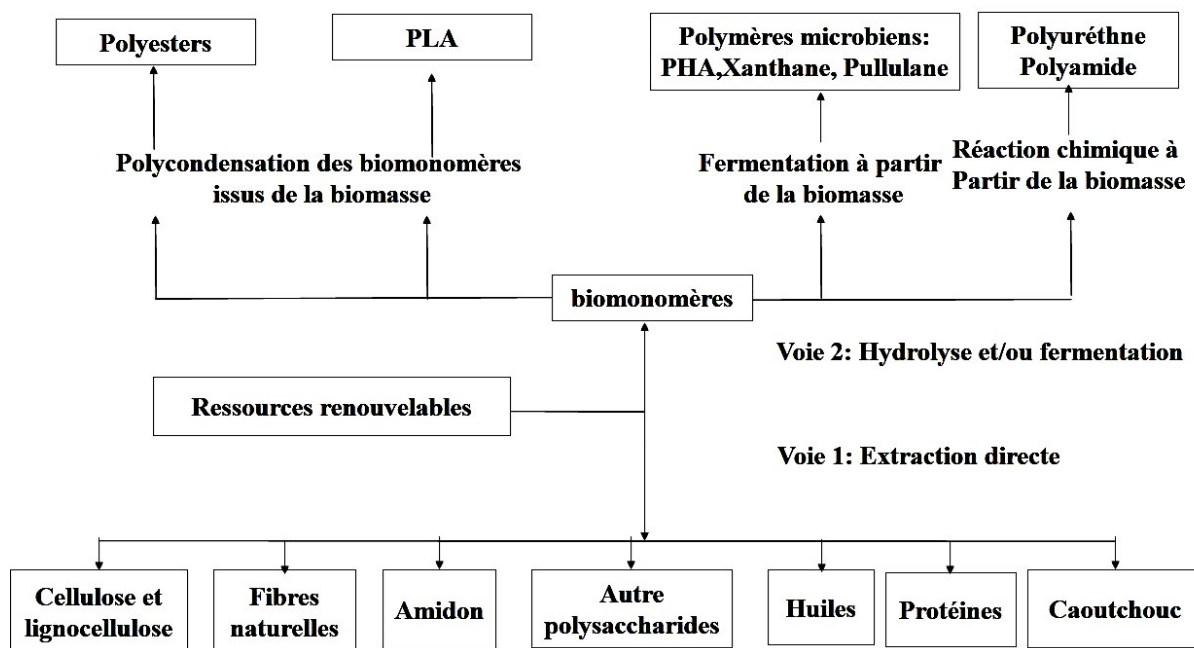 Polyesters
PLA
Polymères microbiens:
PHA,Xanthane, Pullulane
Polyuréthne
Polyamide
Polycondensation des biomonomères
issus de la biomasse
Fermentation à partir
de la biomasse
Réaction chimique à
Partir de la biomasse
biomonomères
Voie 2: Hydrolyse et/ou fermentation
Ressources renouvelables
Voie 1: Extraction directe
Cellulose et
lignocellulose
Fibres
naturelles
Amidon
Autre
polysaccharides
Huiles
Protéines
Caoutchouc